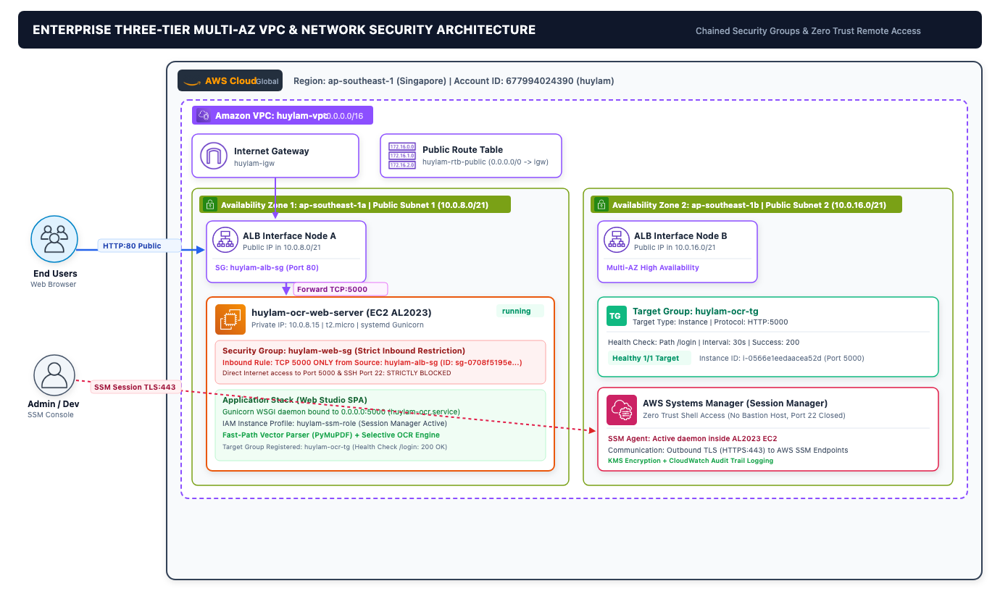 ENTERPRISE THREE-TIER MULTI-AZ VPC & NETWORK SECURITY ARCHITECTURE
Chained Security Groups & Zero Trust Remote Access
AWS Cloud Global
Region: ap-southeast-1 (Singapore) | Account ID: 677994024390 (huylam)
Amazon VPC: huylam-vpc 10.0.0.0/16
Internet Gateway
huylam-igw
172.16.0.0
172.16.1.0
172.16.2.0
Public Route Table
huylam-rtb-public (0.0.0.0/0 -> igw)
Availability Zone 1: ap-southeast-1a | Public Subnet 1 (10.0.8.0/21)
ALB Interface Node A
Public IP in 10.0.8.0/21
SG: huylam-alb-sg (Port 80)
Forward TCP:5000
huylam-ocr-web-server (EC2 AL2023)
running
Private IP: 10.0.8.15 | t2.micro | systemd Gunicorn
Security Group: huylam-web-sg (Strict Inbound Restriction)
Inbound Rule: TCP 5000 ONLY from Source: huylam-alb-sg (ID: sg-0708f5195e...)
Direct Internet access to Port 5000 & SSH Port 22: STRICTLY BLOCKED
Application Stack (Web Studio SPA)
Gunicorn WSGI daemon bound to 0.0.0.0:5000 (huylam-ocr.service)
IAM Instance Profile: huylam-ssm-role (Session Manager Active)
Fast-Path Vector Parser (PyMuPDF) + Selective OCR Engine
Target Group Registered: huylam-ocr-tg (Health Check /login: 200 OK)
Availability Zone 2: ap-southeast-1b | Public Subnet 2 (10.0.16.0/21)
ALB Interface Node B
Public IP in 10.0.16.0/21
Multi-AZ High Availability
TG
Target Group: huylam-ocr-tg
Target Type: Instance | Protocol: HTTP:5000
Health Check: Path /login | Interval: 30s | Success: 200
Healthy 1/1 Target
Instance ID: i-0566e1eedaacea52d (Port 5000)
AWS Systems Manager (Session Manager)
Zero Trust Shell Access (No Bastion Host, Port 22 Closed)
SSM Agent: Active daemon inside AL2023 EC2
Communication: Outbound TLS (HTTPS:443) to AWS SSM Endpoints
KMS Encryption + CloudWatch Audit Trail Logging
HTTP:80 Public
End Users
Web Browser
SSM Session TLS:443
Admin / Dev
SSM Console